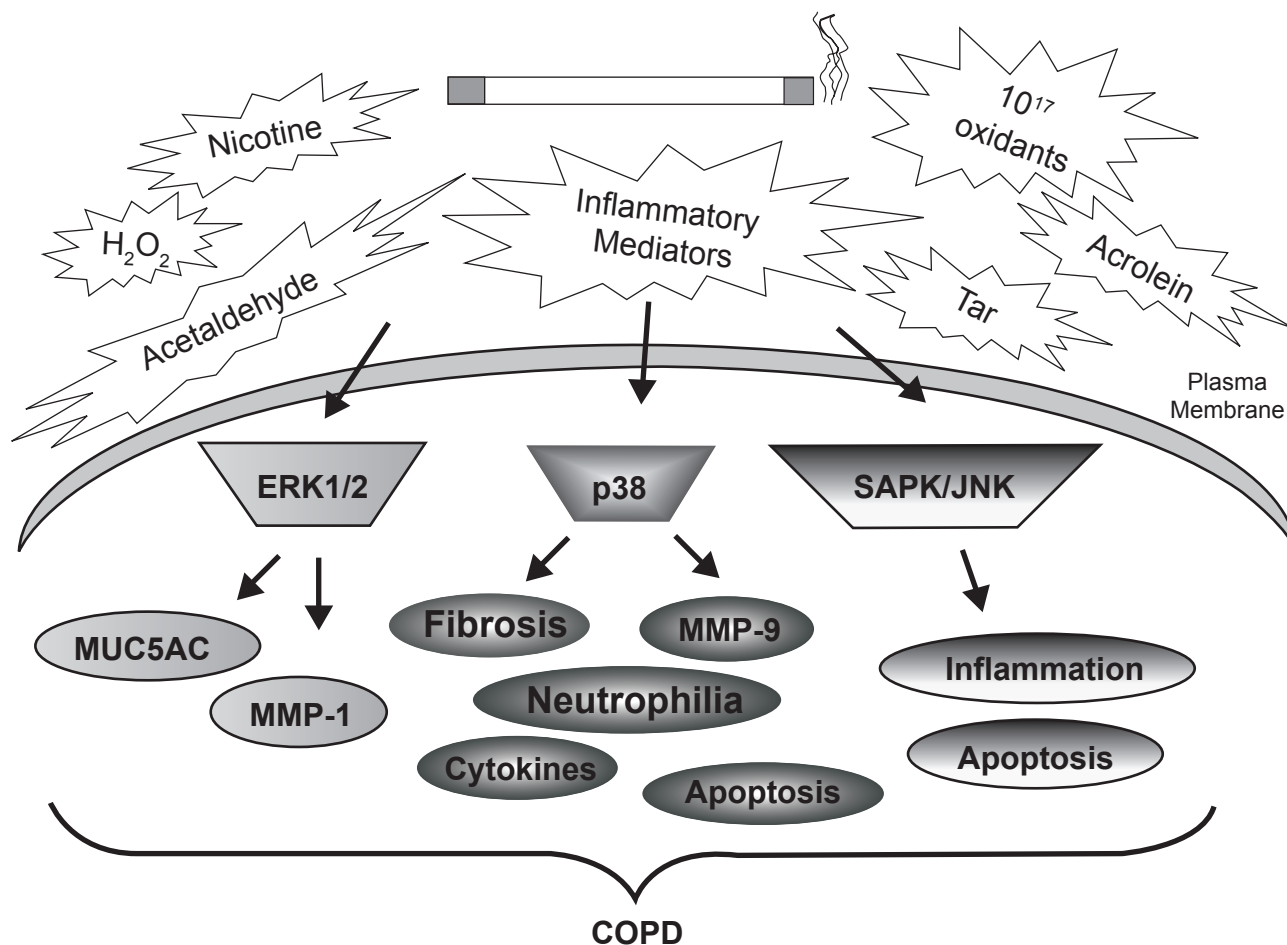 Nicotine
10¹⁷
oxidants
H₂O₂
Inflammatory
Mediators
Acetaldehyde
Acrolein
Tar
Plasma
Membrane
ERK1/2
p38
SAPK/JNK
MUC5AC
MMP-1
Fibrosis
MMP-9
Neutrophilia
Cytokines
Apoptosis
Inflammation
Apoptosis
COPD